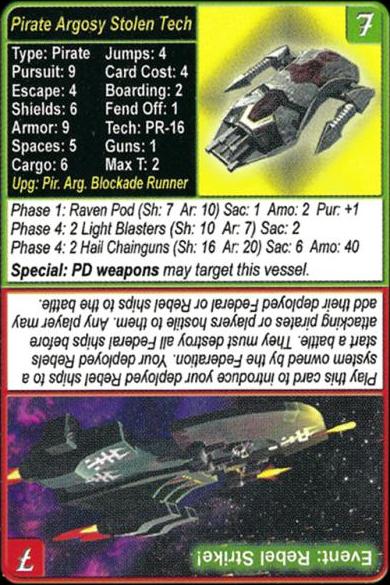 Pirate Argosy Stolen Tech
7
Type: Pirate Jumps: 4
Pursuit: 9 Card Cost: 4
Escape: 4 Boarding: 2
Shields: 6 Fend Off: 1
Armor: 9 Tech: PR-16
Spaces: 5 Guns: 1
Cargo: 6 Max T: 2
Upg: Pir. Arg. Blockade Runner
Phase 1: Raven Pod (Sh: 7 Ar: 10) Sac: 1 Amo: 2 Pur: +1
Phase 4: 2 Light Blasters (Sh: 10 Ar: 7) Sac: 2
Phase 4: 2 Hail Chainguns (Sh: 16 Ar: 20) Sac: 6 Amo: 40
Special: PD weapons may target this vessel.
Event: Rebel Strike!
7
Play this card to introduce your deployed Rebel ships to a
system owned by the Federation. Your deployed Rebels
start a battle. They must destroy all Federal ships before
attacking pirates or players hostile to them. Any player may
add their deployed Federal or Rebel ships to the battle.